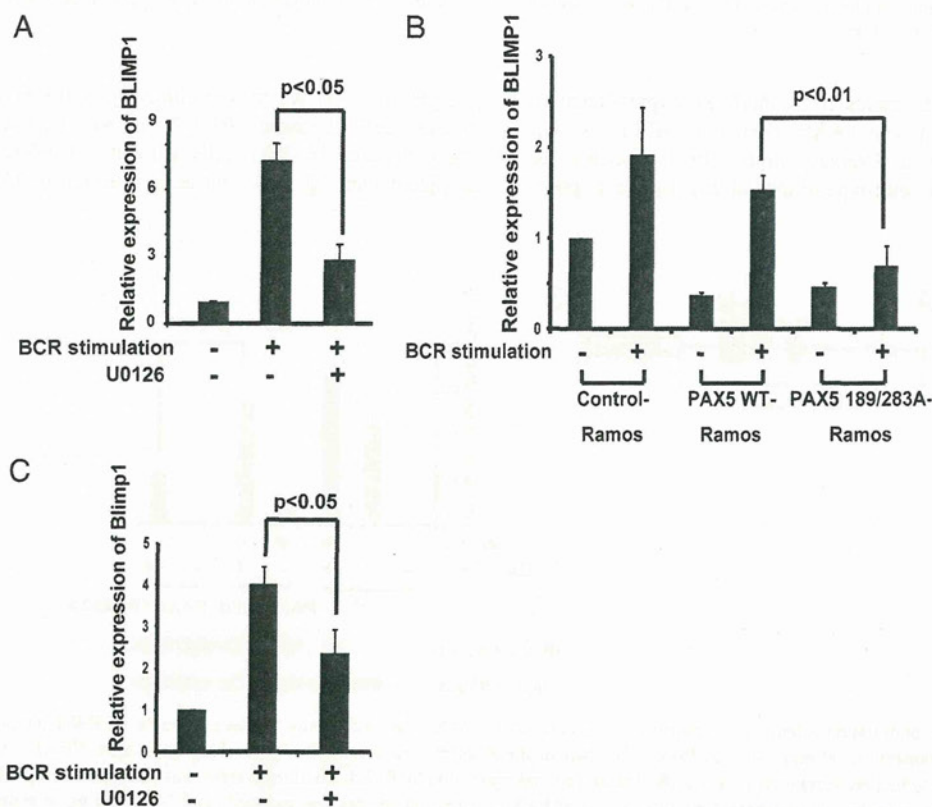 A
Relative expression of BLIMP1
9
6
3
0
p<0.05
BCR stimulation - + +
U0126 - - +
B
Relative expression of BLIMP1
3
2
1
0
p<0.01
BCR stimulation - + - + - +
Control- PAX5 WT- PAX5 189/283A-
Ramos Ramos Ramos
C
Relative expression of Blimp1
5
4
3
2
1
0
p<0.05
BCR stimulation - + +
U0126 - - +